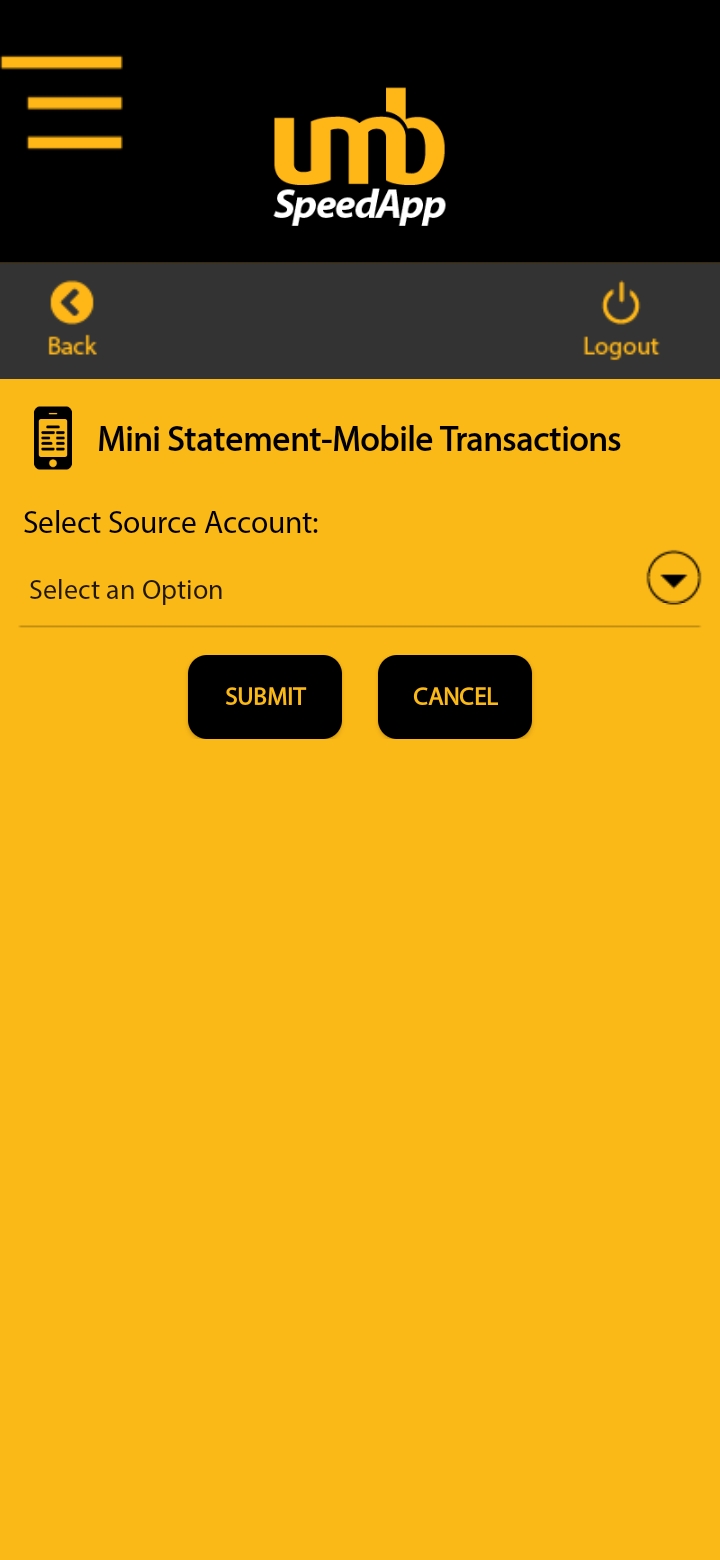 umb
SpeedApp
Back
Logout
Mini Statement-Mobile Transactions
Select Source Account:
Select an Option
SUBMIT
CANCEL